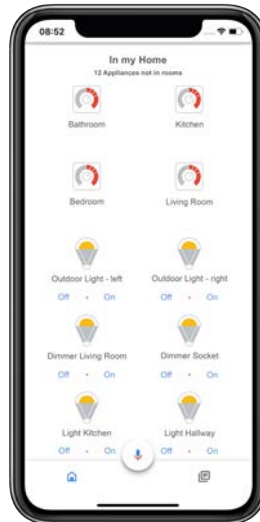 08:52
In my Home
12 Appliances not in rooms
Bathroom Kitchen
Bedroom Living Room
Outdoor Light - left Outdoor Light - right
Off • On Off • On
Dimmer Living Room Dimmer Socket
Off • On Off • On
Light Kitchen Light Hallway
Off • On Off • On